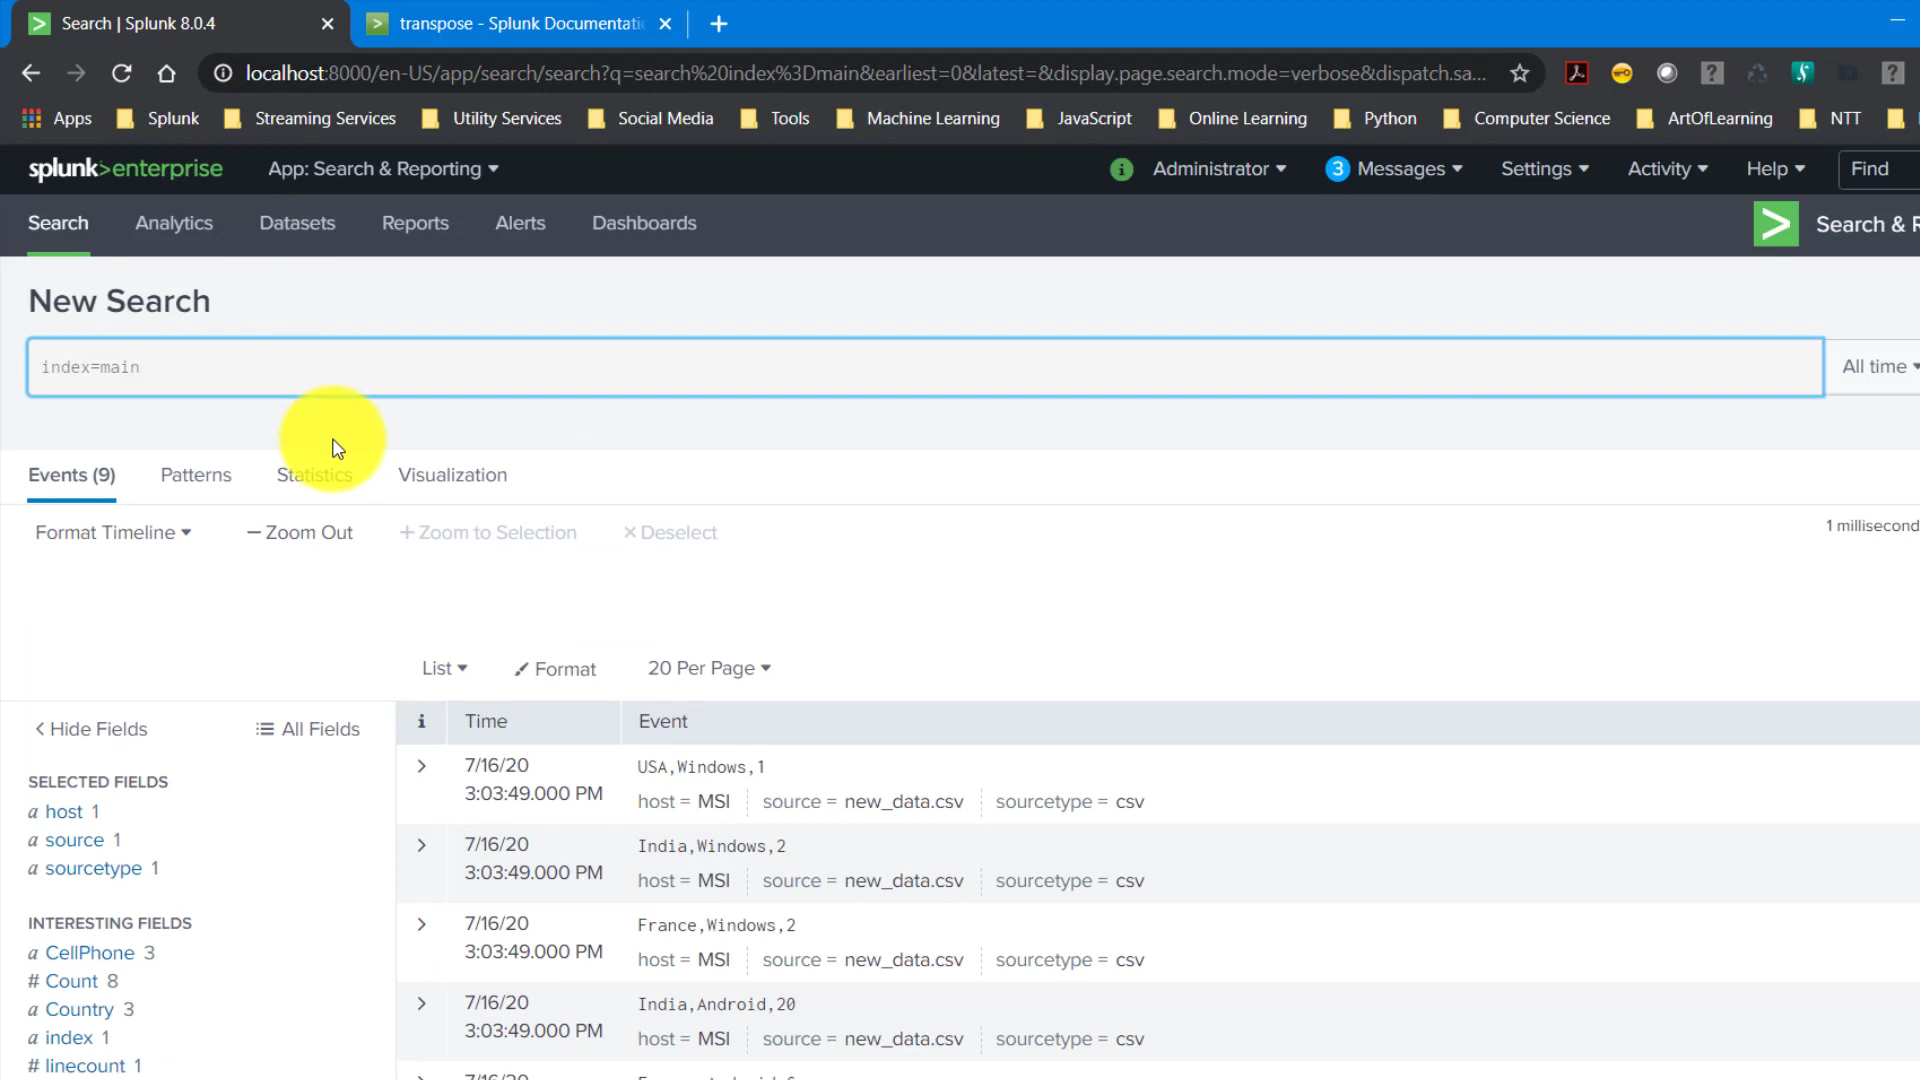 Search | Splunk 8.0.4
transpose - Splunk Documentatic
localhost:8000/en-US/app/search/search?q=search%20index%3Dmain&earliest=0&latest=&display.page.search.mode=verbose&dispatch.sa...
Apps Splunk Streaming Services Utility Services Social Media Tools Machine Learning JavaScript Online Learning Python Computer Science ArtOfLearning NTT
splunk>enterprise App: Search & Reporting Administrator 3 Messages Settings Activity Help Find
Search Analytics Datasets Reports Alerts Dashboards Search & R
New Search
index=main
All time
Events (9) Patterns Statistics Visualization
Format Timeline — Zoom Out + Zoom to Selection × Deselect
1 millisecond
List Format 20 Per Page
< Hide Fields All Fields
i Time Event
SELECTED FIELDS
a host 1
a source 1
a sourcetype 1
INTERESTING FIELDS
a CellPhone 3
# Count 8
a Country 3
a index 1
# linecount 1
> 7/16/20 3:03:49.000 PM
USA,Windows,1
host = MSI source = new_data.csv sourcetype = csv
> 7/16/20 3:03:49.000 PM
India,Windows,2
host = MSI source = new_data.csv sourcetype = csv
> 7/16/20 3:03:49.000 PM
France,Windows,2
host = MSI source = new_data.csv sourcetype = csv
> 7/16/20 3:03:49.000 PM
India,Android,20
host = MSI source = new_data.csv sourcetype = csv
7/16/20